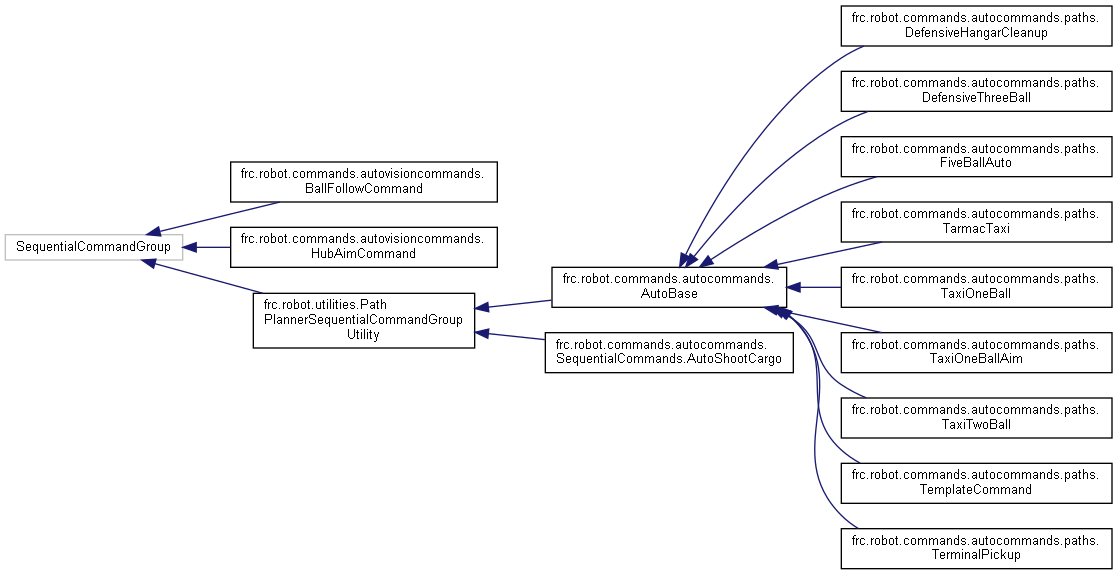 frc.robot.commands.autocommands.paths.
DefensiveHangarCleanup
frc.robot.commands.autocommands.paths.
DefensiveThreeBall
frc.robot.commands.autocommands.paths.
FiveBallAuto
frc.robot.commands.autovisioncommands.
BallFollowCommand
frc.robot.commands.autocommands.paths.
TarmacTaxi
SequentialCommandGroup
frc.robot.commands.autovisioncommands.
HubAimCommand
frc.robot.commands.autocommands.
AutoBase
frc.robot.commands.autocommands.paths.
TaxiOneBall
frc.robot.utilities.Path
PlannerSequentialCommandGroup
Utility
frc.robot.commands.autocommands.
SequentialCommands.AutoShootCargo
frc.robot.commands.autocommands.paths.
TaxiOneBallAim
frc.robot.commands.autocommands.paths.
TaxiTwoBall
frc.robot.commands.autocommands.paths.
TemplateCommand
frc.robot.commands.autocommands.paths.
TerminalPickup